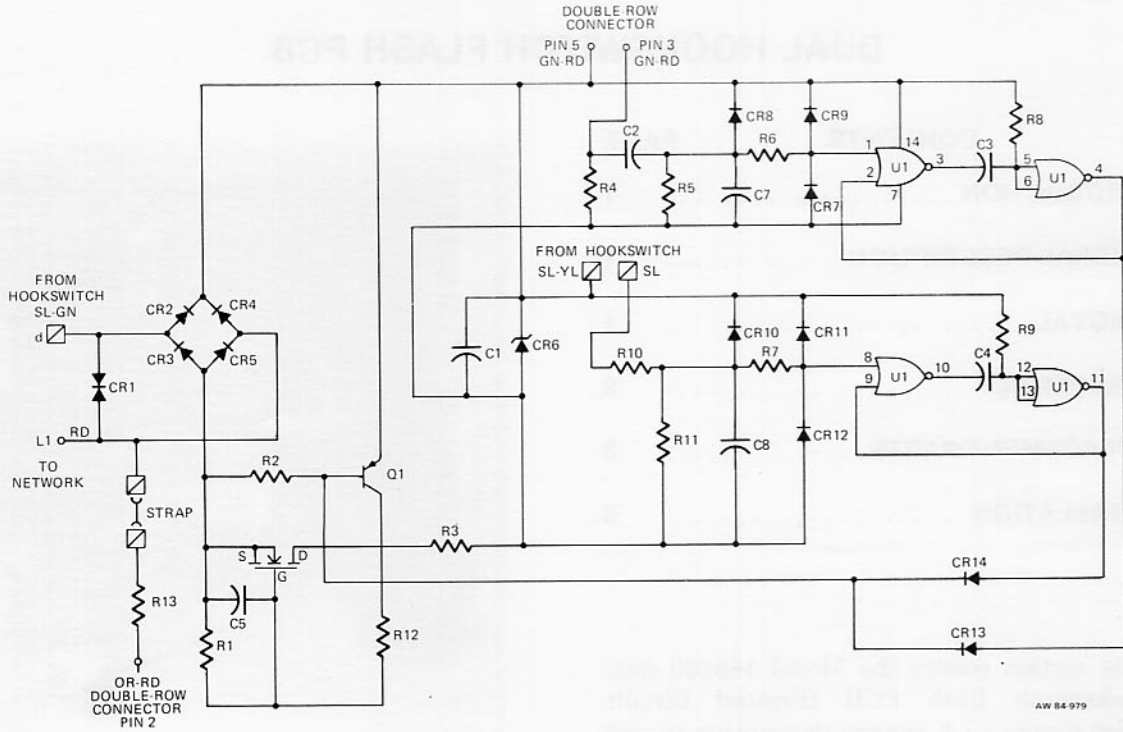 DOUBLE-ROW
CONNECTOR
PIN 5 PIN 3
GN-RD GN-RD
DUAL HOOKSWITCH FLASH PCB
CR8
CR9
R8
C2
R6
1
14
C3
2
U1
3
5
6
U1
4
R4
R5
C7
CR7
7
FROM HOOKSWITCH
SL-YL SL
FROM
HOOKSWITCH
SL-GN
d
CR2
CR4
CR3
CR5
CR1
C1
CR6
R10
CR10
R7
CR11
R9
8
9
U1
10
C4
12
13
U1
11
R11
C8
CR12
L1
RD
TO
NETWORK
R2
Q1
STRAP
S
D
G
R3
C5
R13
R1
R12
CR14
CR13
OR-RD
DOUBLE-ROW
CONNECTOR
PIN 2
AW 84-979